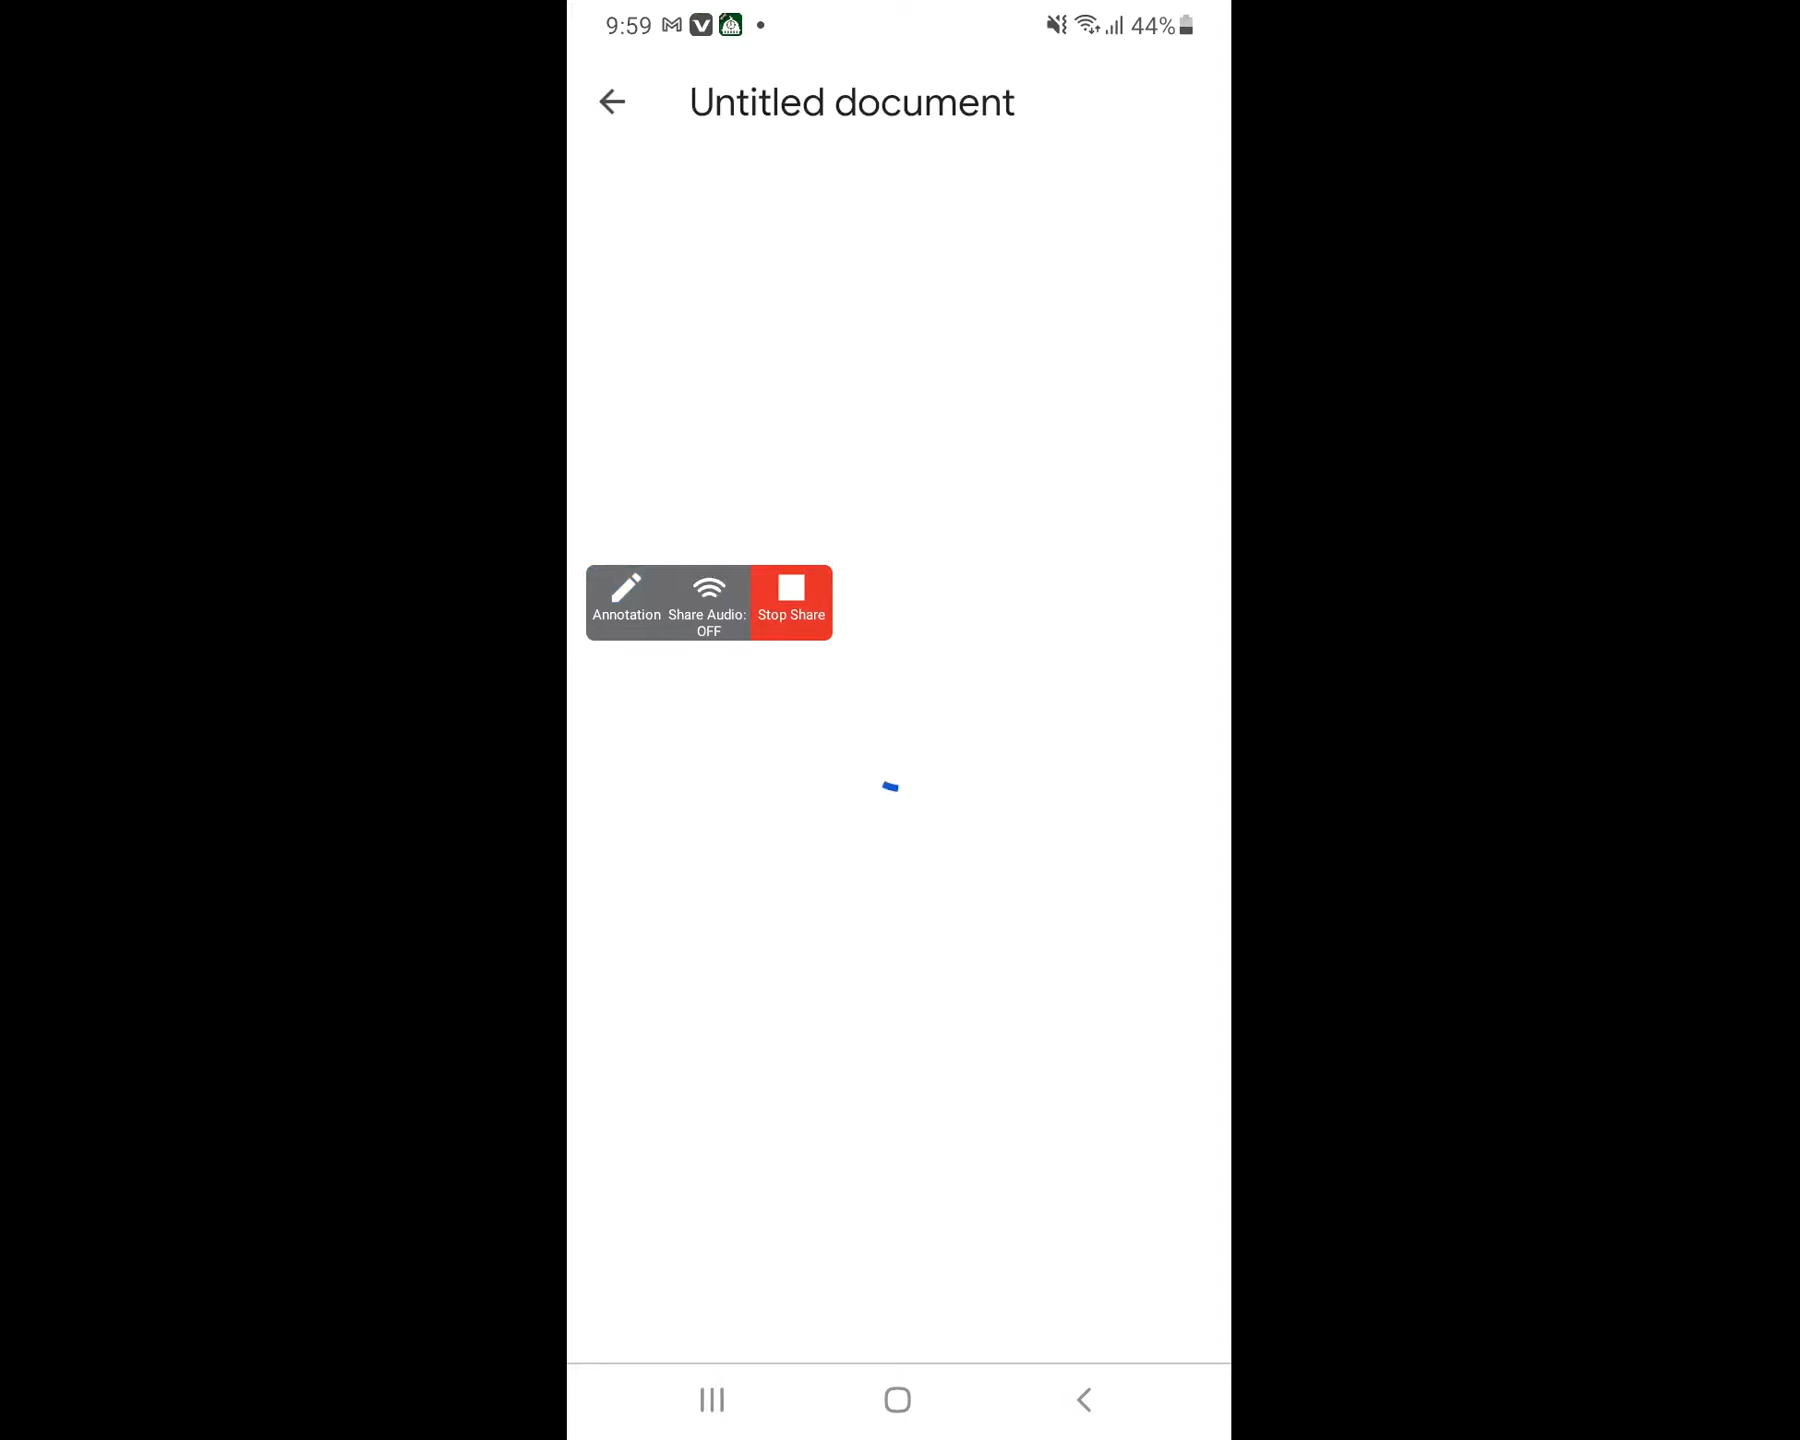 9:59
44%
Untitled document
Annotation
Share Audio:
OFF
Stop Share